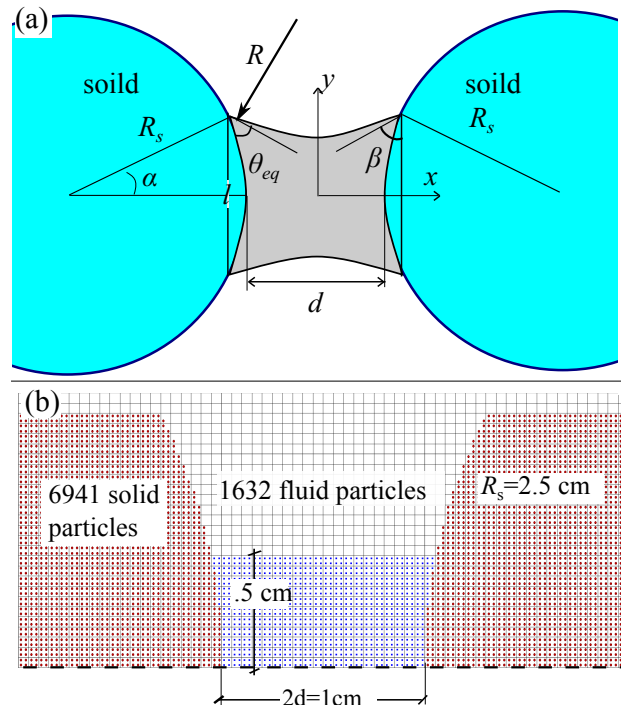 (a)
R
y
soild
soild
R_s
R_s
θ_eq
β
α
l
x
d
(b)
6941 solid
particles
1632 fluid particles
R_s=2.5 cm
.5 cm
2d=1cm